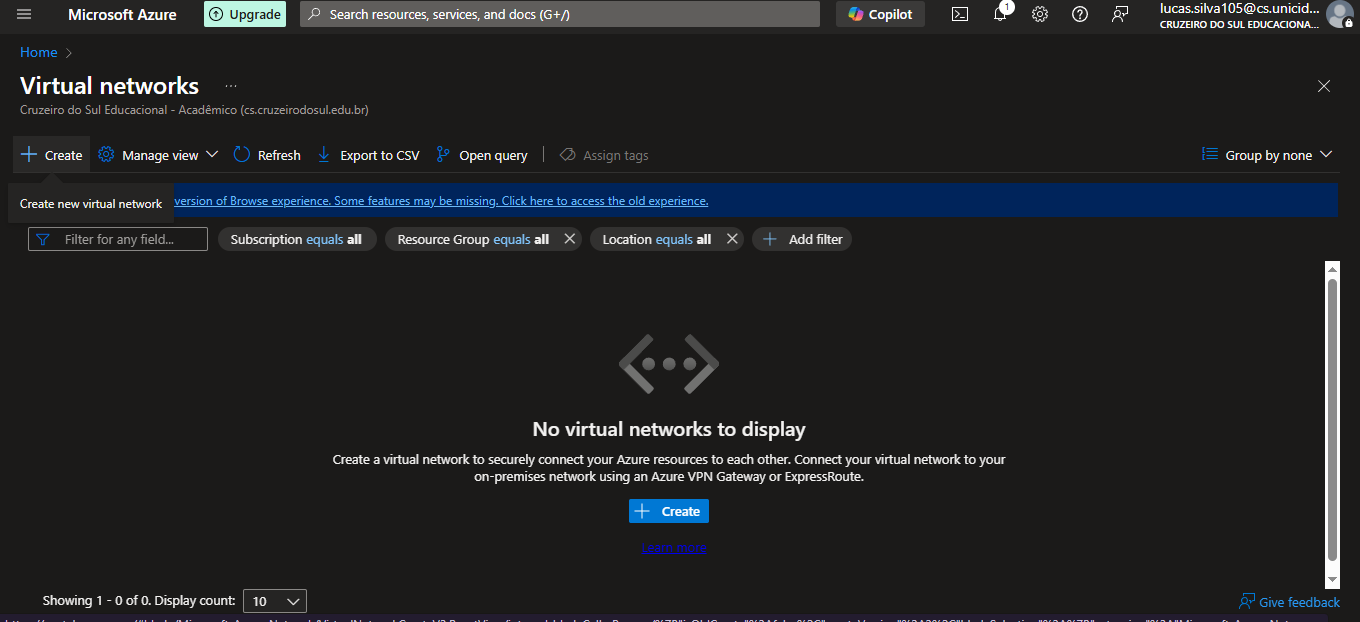 Microsoft Azure
Upgrade
Search resources, services, and docs (G+/)
Copilot
1
lucas.silva105@cs.unicid...
CRUZEIRO DO SUL EDUCACIONA...
Home >
Virtual networks ...
Cruzeiro do Sul Educacional - Acadêmico (cs.cruzeirodosul.edu.br)
Create
Manage view
Refresh
Export to CSV
Open query
Assign tags
Group by none
Create new virtual network
version of Browse experience. Some features may be missing. Click here to access the old experience.
Filter for any field...
Subscription equals all
Resource Group equals all
Location equals all
Add filter
No virtual networks to display
Create a virtual network to securely connect your Azure resources to each other. Connect your virtual network to your
on-premises network using an Azure VPN Gateway or ExpressRoute.
Create
Learn more
Showing 1 - 0 of 0. Display count: 10
Give feedback